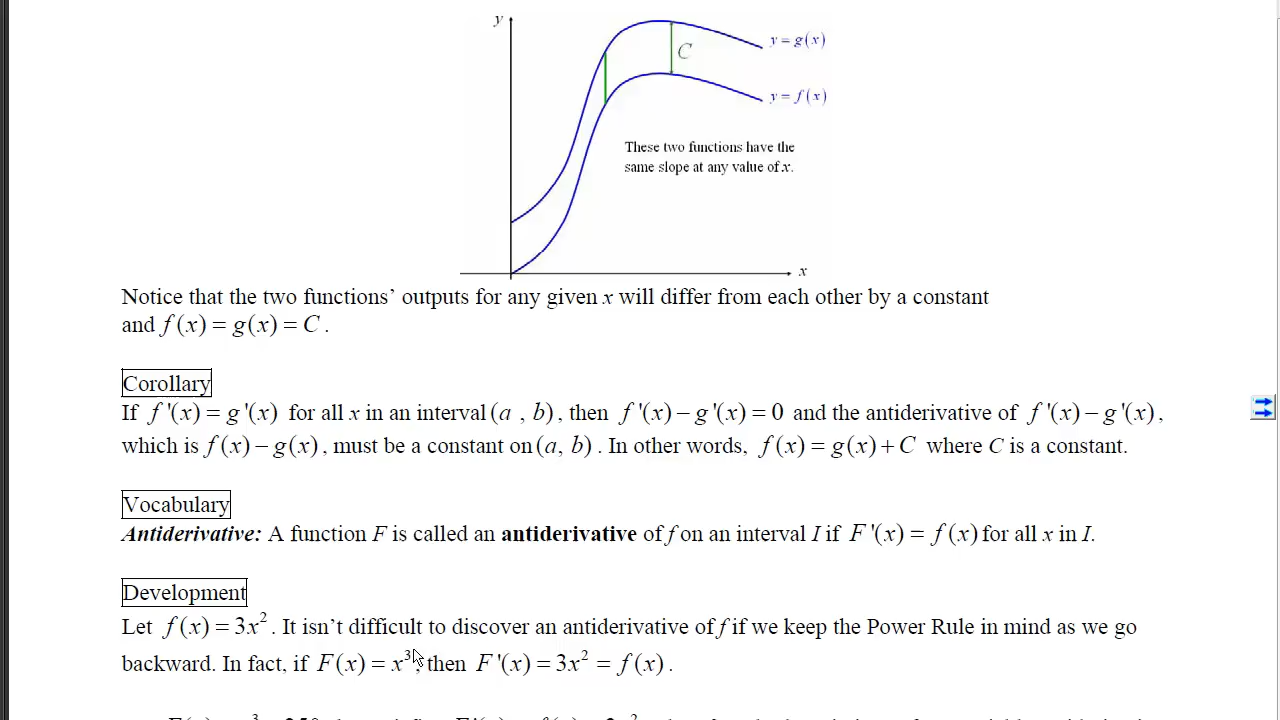 y
y = g(x)
C
y = f(x)
These two functions have the
same slope at any value of x.
x
Notice that the two functions' outputs for any given x will differ from each other by a constant
and f(x) = g(x) = C.
Corollary
If f'(x) = g'(x) for all x in an interval (a , b), then f'(x) − g'(x) = 0 and the antiderivative of f'(x) − g'(x),
which is f(x) − g(x), must be a constant on (a, b). In other words, f(x) = g(x) + C where C is a constant.
Vocabulary
Antiderivative: A function F is called an antiderivative of f on an interval I if F'(x) = f(x) for all x in I.
Development
Let f(x) = 3x². It isn't difficult to discover an antiderivative of f if we keep the Power Rule in mind as we go
backward. In fact, if F(x) = x³, then F'(x) = 3x² = f(x).